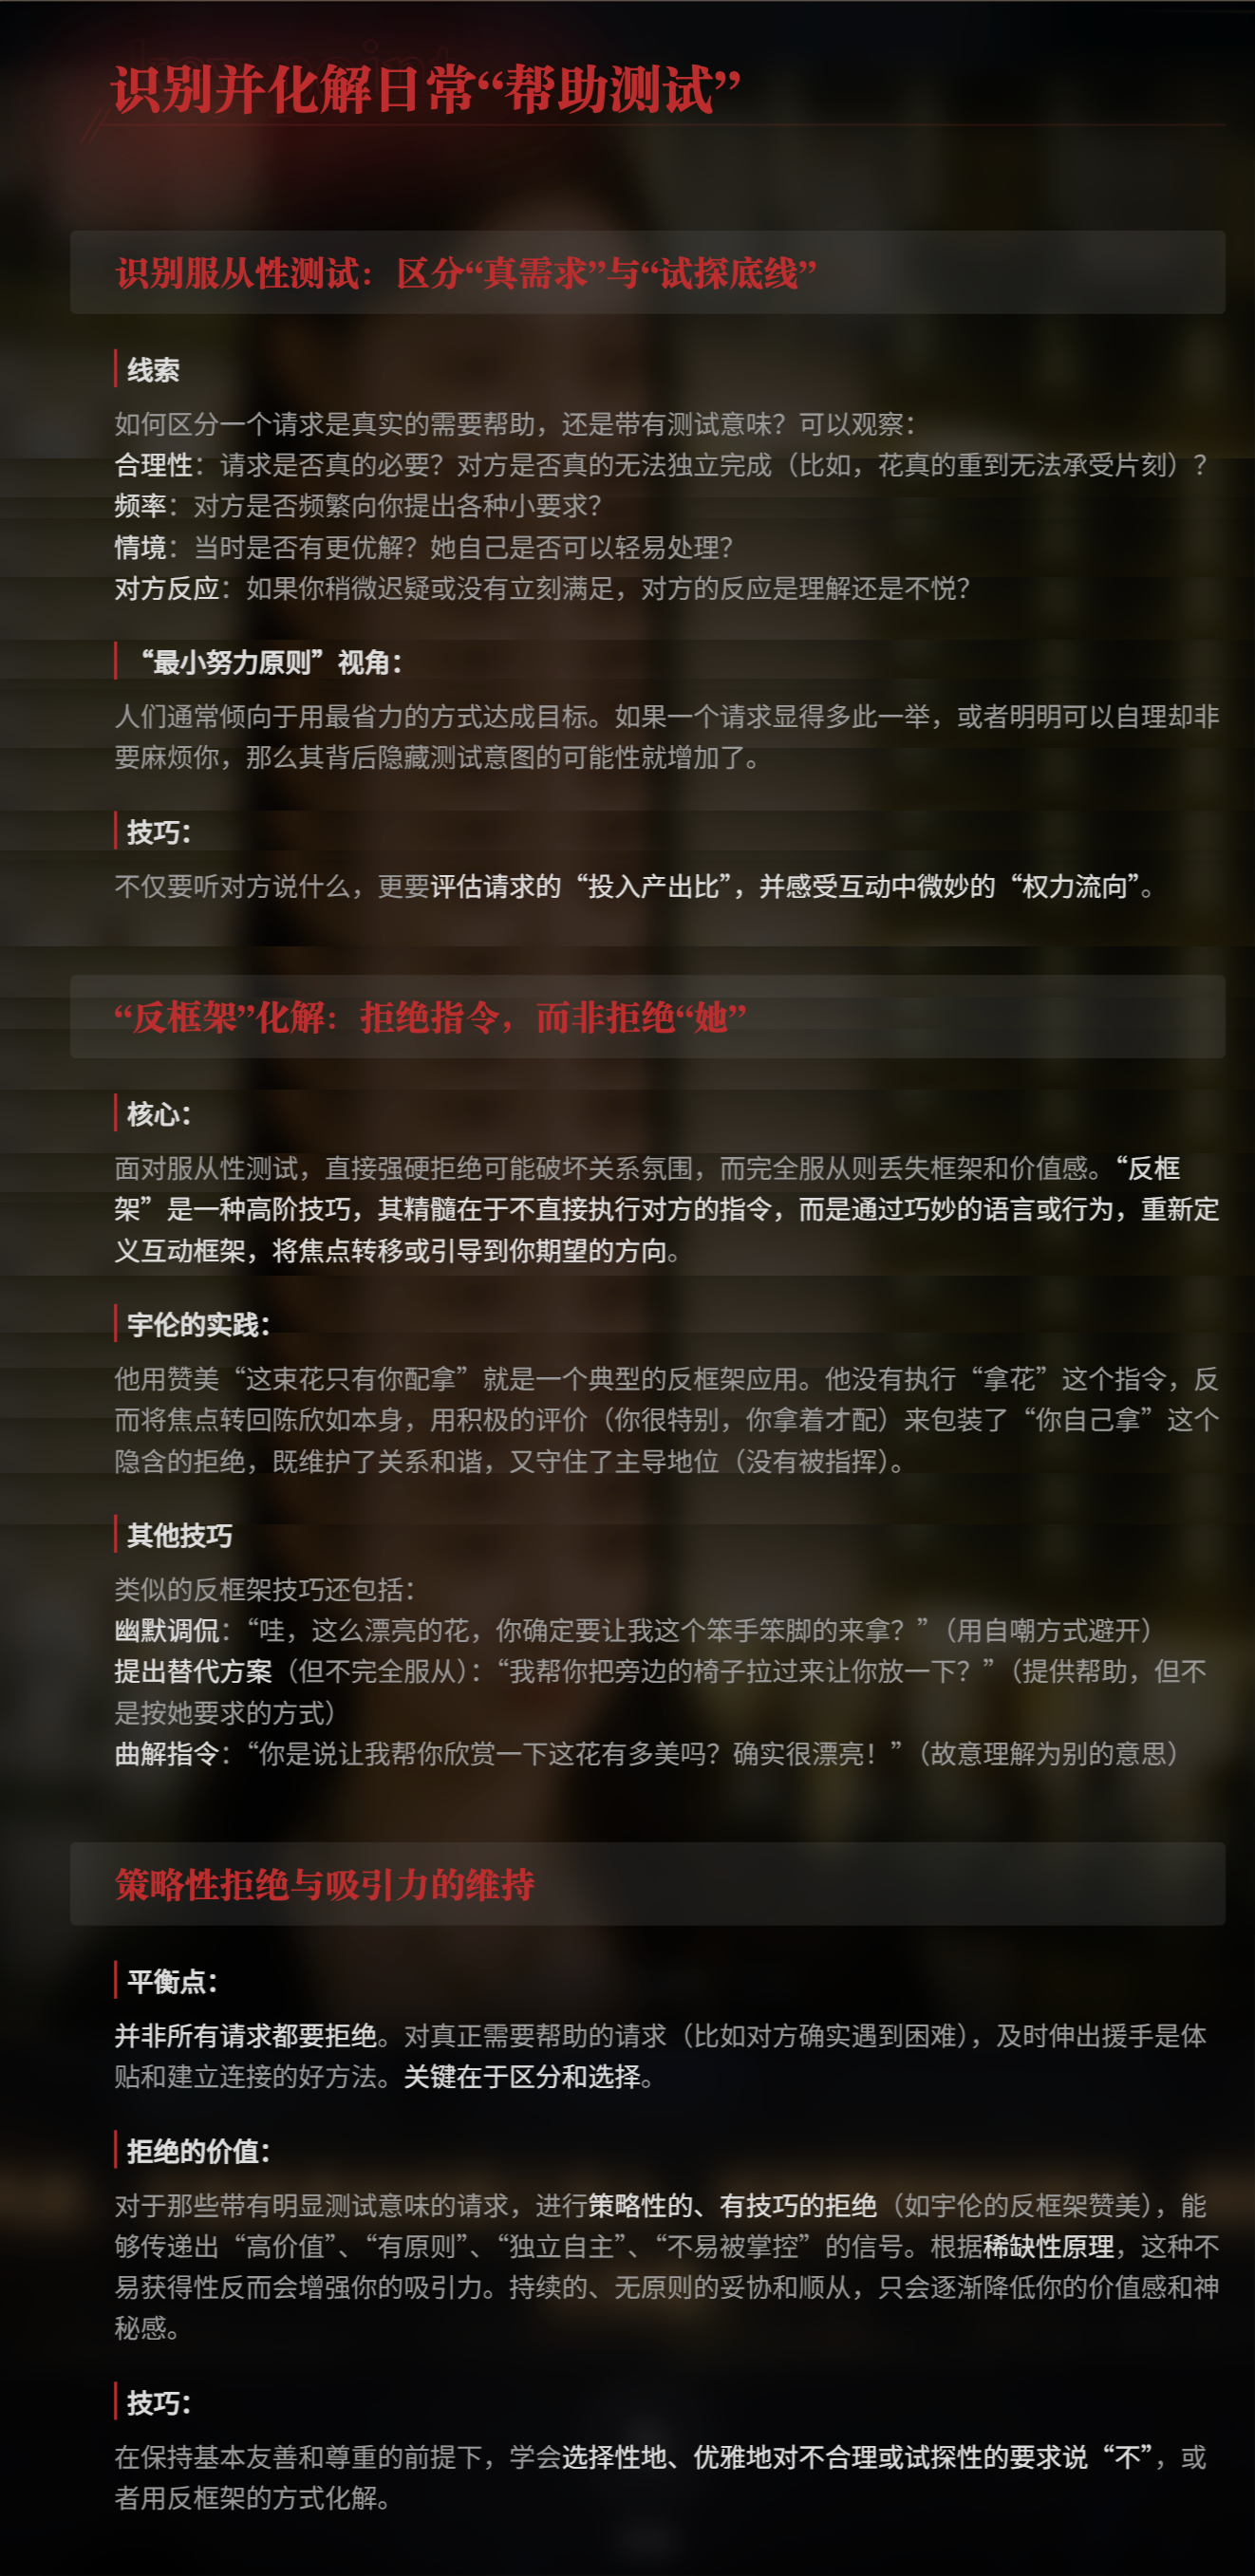 识别并化解日常“帮助测试”
识别服从性测试：区分“真需求”与“试探底线”
线索
如何区分一个请求是真实的需要帮助，还是带有测试意味？可以观察：
合理性：请求是否真的必要？对方是否真的无法独立完成（比如，花真的重到无法承受片刻）？
频率：对方是否频繁向你提出各种小要求？
情境：当时是否有更优解？她自己是否可以轻易处理？
对方反应：如果你稍微迟疑或没有立刻满足，对方的反应是理解还是不悦？
“最小努力原则”视角：
人们通常倾向于用最省力的方式达成目标。如果一个请求显得多此一举，或者明明可以自理却非
要麻烦你，那么其背后隐藏测试意图的可能性就增加了。
技巧：
不仅要听对方说什么，更要评估请求的“投入产出比”，并感受互动中微妙的“权力流向”。
“反框架”化解：拒绝指令，而非拒绝“她”
核心：
面对服从性测试，直接强硬拒绝可能破坏关系氛围，而完全服从则丢失框架和价值感。“反框
架”是一种高阶技巧，其精髓在于不直接执行对方的指令，而是通过巧妙的语言或行为，重新定
义互动框架，将焦点转移或引导到你期望的方向。
宇伦的实践：
他用赞美“这束花只有你配拿”就是一个典型的反框架应用。他没有执行“拿花”这个指令，反
而将焦点转回陈欣如本身，用积极的评价（你很特别，你拿着才配）来包装了“你自己拿”这个
隐含的拒绝，既维护了关系和谐，又守住了主导地位（没有被指挥）。
其他技巧
类似的反框架技巧还包括：
幽默调侃：“哇，这么漂亮的花，你确定要让我这个笨手笨脚的来拿？”（用自嘲方式避开）
提出替代方案（但不完全服从）：“我帮你把旁边的椅子拉过来让你放一下？”（提供帮助，但不
是按她要求的方式）
曲解指令：“你是说让我帮你欣赏一下这花有多美吗？确实很漂亮！”（故意理解为别的意思）
策略性拒绝与吸引力的维持
平衡点：
并非所有请求都要拒绝。对真正需要帮助的请求（比如对方确实遇到困难），及时伸出援手是体
贴和建立连接的好方法。关键在于区分和选择。
拒绝的价值：
对于那些带有明显测试意味的请求，进行策略性的、有技巧的拒绝（如宇伦的反框架赞美），能
够传递出“高价值”、“有原则”、“独立自主”、“不易被掌控”的信号。根据稀缺性原理，这种不
易获得性反而会增强你的吸引力。持续的、无原则的妥协和顺从，只会逐渐降低你的价值感和神
秘感。
技巧：
在保持基本友善和尊重的前提下，学会选择性地、优雅地对不合理或试探性的要求说“不”，或
者用反框架的方式化解。